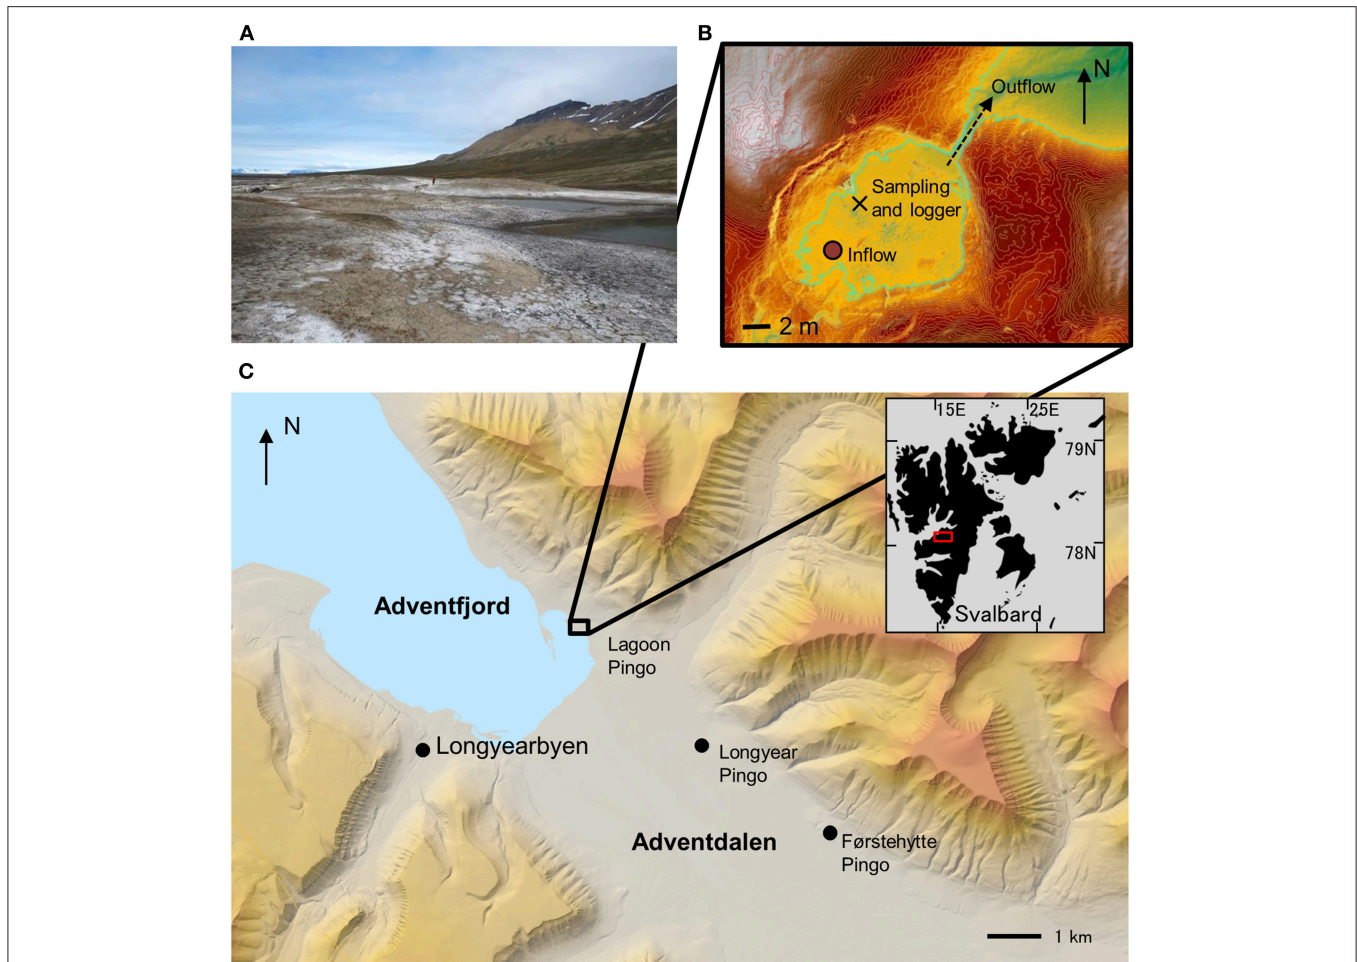 A
B
N
Outflow
Sampling
and logger
Inflow
2 m
C
N
15E
25E
79N
78N
Svalbard
Adventfjord
Lagoon
Pingo
Longyearbyen
Longyear
Pingo
Adventdalen
Førstehytte
Pingo
1 km